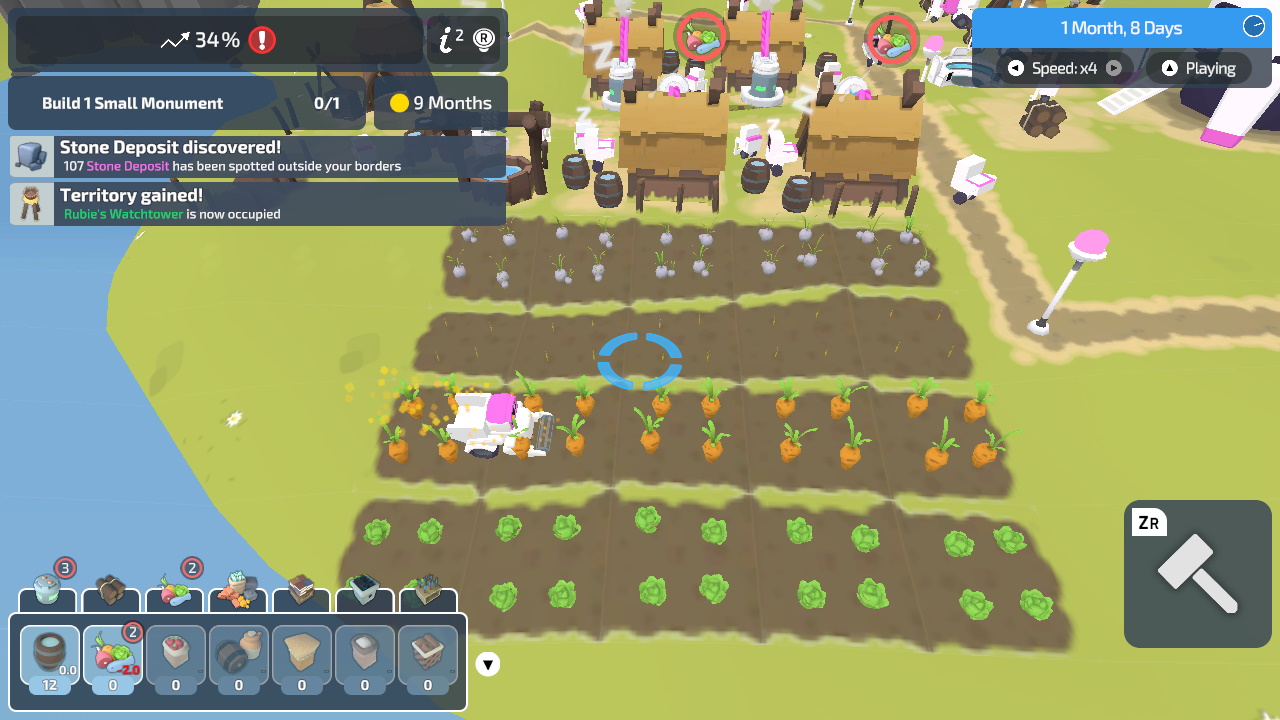 34%
2 R
1 Month, 8 Days
Speed: x4
Playing
Build 1 Small Monument 0/1
9 Months
Stone Deposit discovered!
107 Stone Deposit has been spotted outside your borders
Territory gained!
Rubie's Watchtower is now occupied
ZR
3
2
2
0.0
-2.0
12
0
0
0
0
0
0